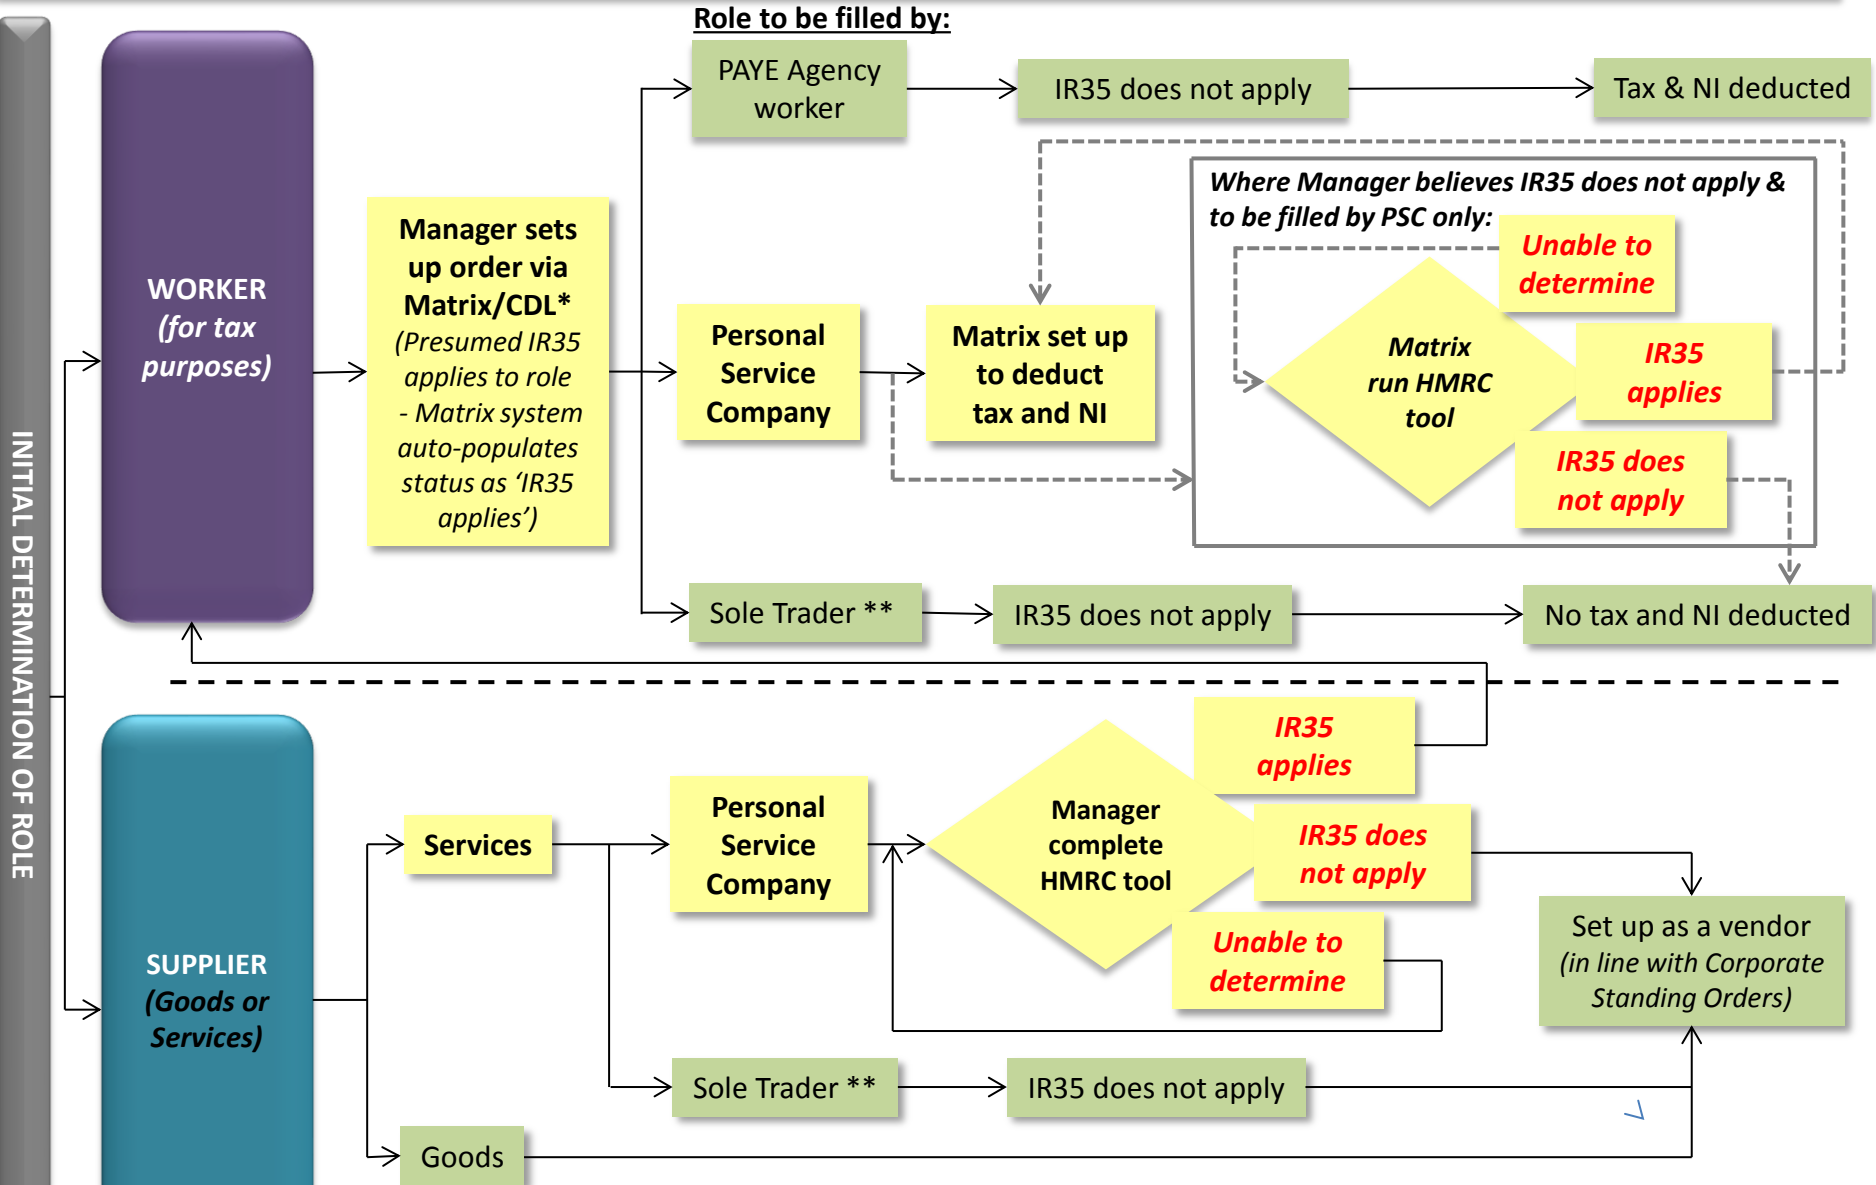 Role to be filled by:
INITIAL DETERMINATION OF ROLE
WORKER
(for tax
purposes)
Manager sets
up order via
Matrix/CDL*
(Presumed IR35
applies to role
- Matrix system
auto-populates
status as ‘IR35
applies’)
PAYE Agency
worker
IR35 does not apply
Tax & NI deducted
Personal
Service
Company
Matrix set up
to deduct
tax and NI
Where Manager believes IR35 does not apply &
to be filled by PSC only:
Unable to
determine
Matrix
run HMRC
tool
IR35
applies
IR35 does
not apply
Sole Trader **
IR35 does not apply
No tax and NI deducted
SUPPLIER
(Goods or
Services)
Services
Personal
Service
Company
Manager
complete
HMRC tool
IR35
applies
IR35 does
not apply
Unable to
determine
Set up as a vendor
(in line with Corporate
Standing Orders)
Sole Trader **
IR35 does not apply
Goods